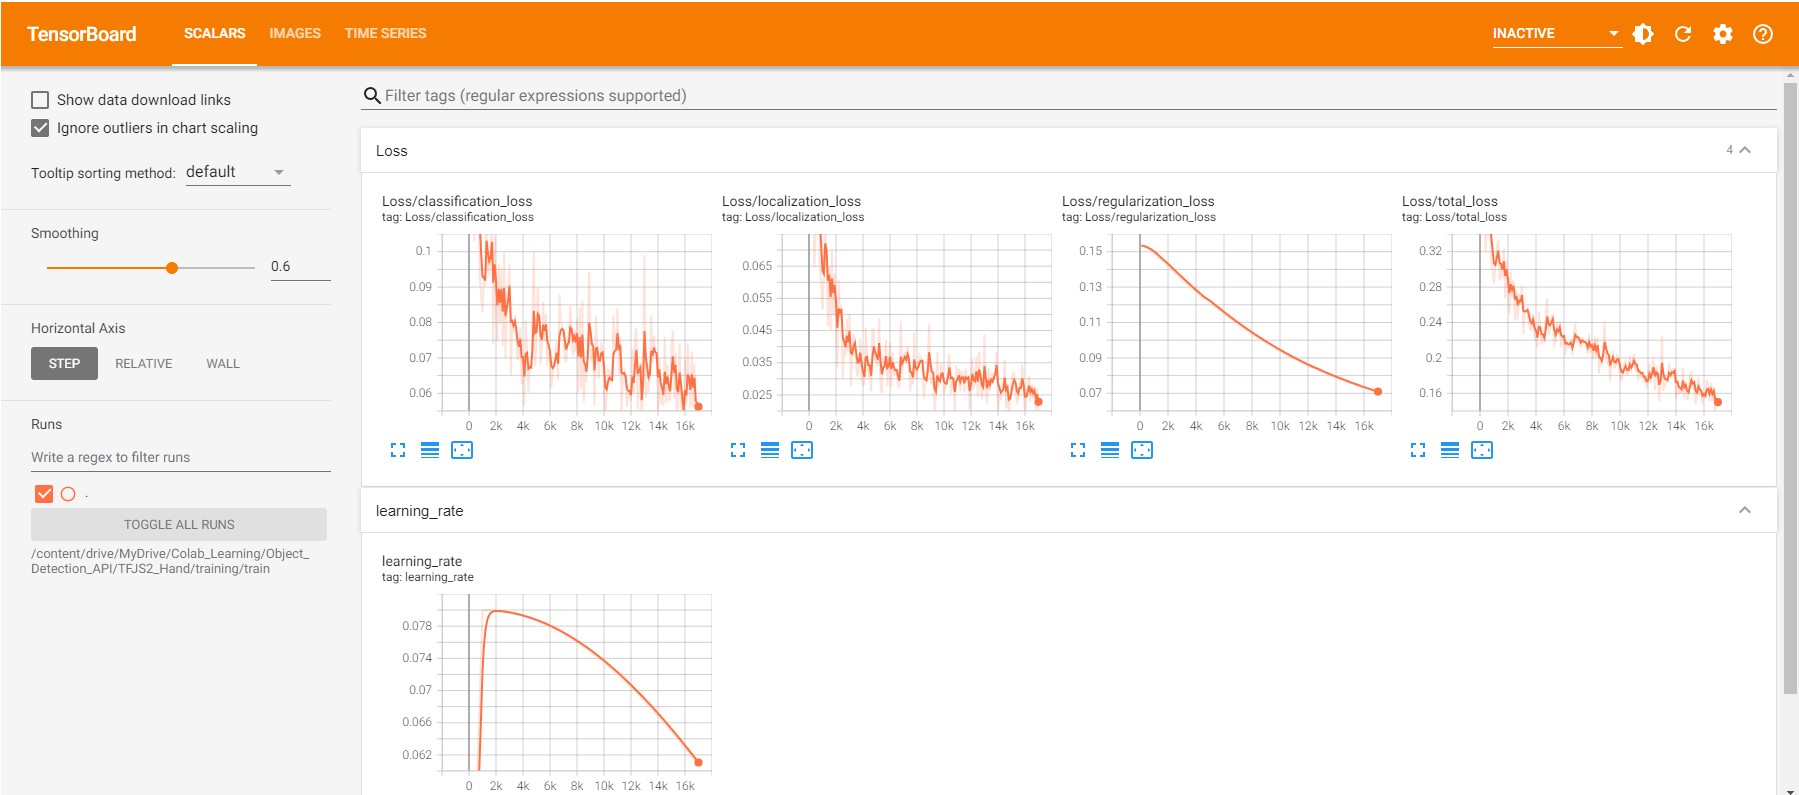 TensorBoard SCALARS IMAGES TIME SERIES INACTIVE
Show data download links
Ignore outliers in chart scaling
Tooltip sorting method: default
Smoothing
0.6
Horizontal Axis
STEP RELATIVE WALL
Runs
Write a regex to filter runs
.
TOGGLE ALL RUNS
/content/drive/MyDrive/Colab_Learning/Object_
Detection_API/TFJS2_Hand/training/train
Filter tags (regular expressions supported)
Loss 4
Loss/classification_loss
tag: Loss/classification_loss
0.1
0.09
0.08
0.07
0.06
0 2k 4k 6k 8k 10k 12k 14k 16k
Loss/localization_loss
tag: Loss/localization_loss
0.065
0.055
0.045
0.035
0.025
0 2k 4k 6k 8k 10k 12k 14k 16k
Loss/regularization_loss
tag: Loss/regularization_loss
0.15
0.13
0.11
0.09
0.07
0 2k 4k 6k 8k 10k 12k 14k 16k
Loss/total_loss
tag: Loss/total_loss
0.32
0.28
0.24
0.2
0.16
0 2k 4k 6k 8k 10k 12k 14k 16k
learning_rate
learning_rate
tag: learning_rate
0.078
0.074
0.07
0.066
0.062
0 2k 4k 6k 8k 10k 12k 14k 16k